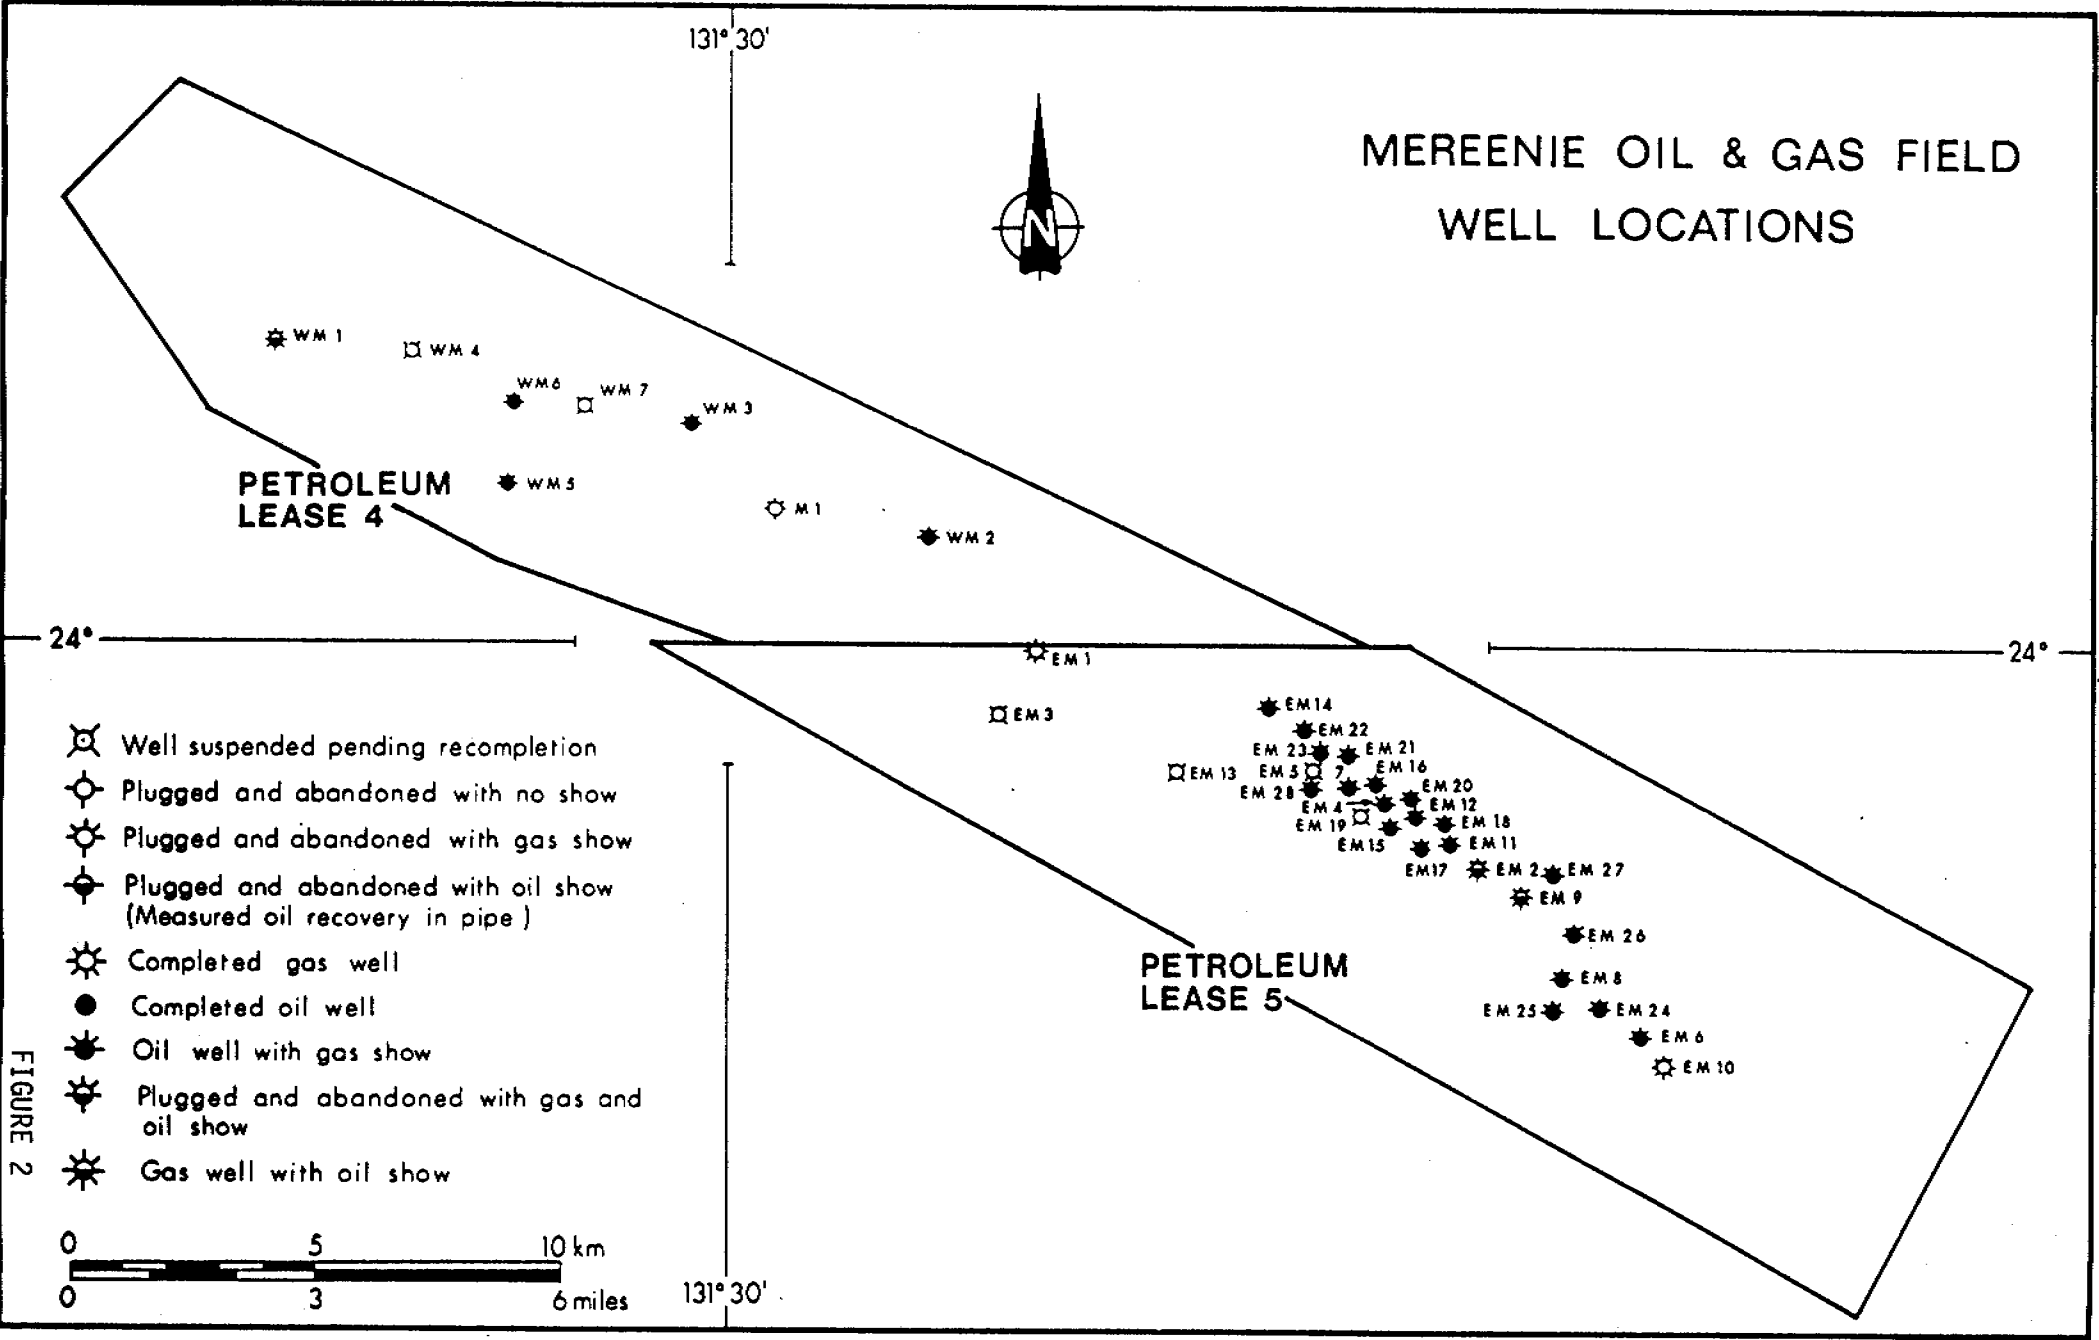 131° 30'
MEREENIE OIL & GAS FIELD
WELL LOCATIONS
N
WM 1
WM 4
WM6
WM 7
WM 3
PETROLEUM
LEASE 4
WM5
M 1
WM 2
24°
24°
EM 1
EM 3
EM14
EM 22
EM 23
EM 21
EM 13
EM 5
7
EM 16
EM 28
EM 20
EM 4
EM 12
EM 19
EM 18
EM15
EM 11
EM17
EM 2
EM 27
EM 9
EM 26
PETROLEUM
LEASE 5
EM 8
EM 25
EM 24
EM 6
EM 10
Well suspended pending recompletion
Plugged and abandoned with no show
Plugged and abandoned with gas show
Plugged and abandoned with oil show
(Measured oil recovery in pipe )
Completed gas well
Completed oil well
Oil well with gas show
Plugged and abandoned with gas and
oil show
Gas well with oil show
FIGURE 2
0 5 10 km
0 3 6 miles
131° 30'